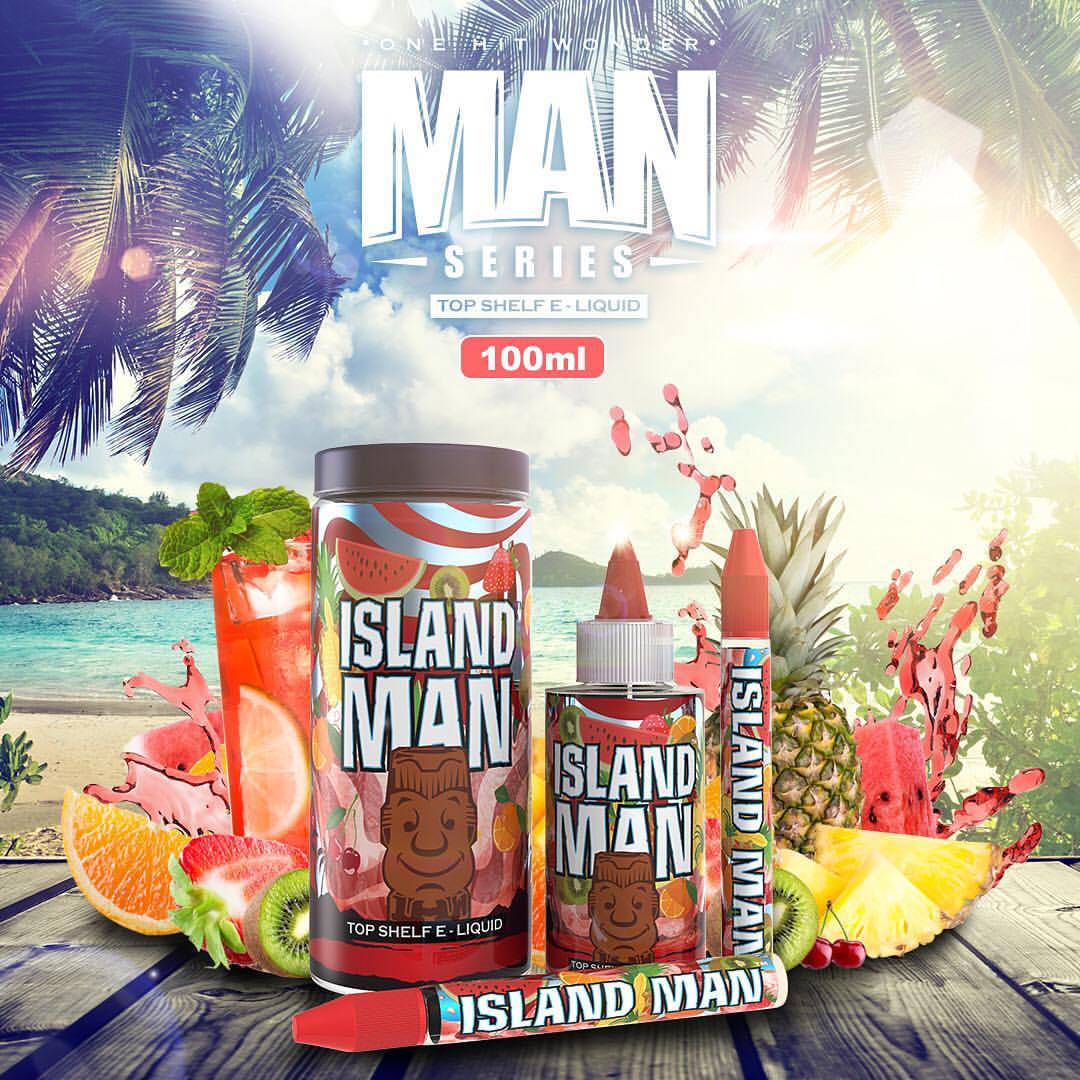 •ONE HIT WONDER•
MAN
SERIES
TOP SHELF E - LIQUID
100ml
ISLAND
MAN
TOP SHELF E - LIQUID
ISLAND
MAN
TOP
ISLAND MAN
ISLAND MAN